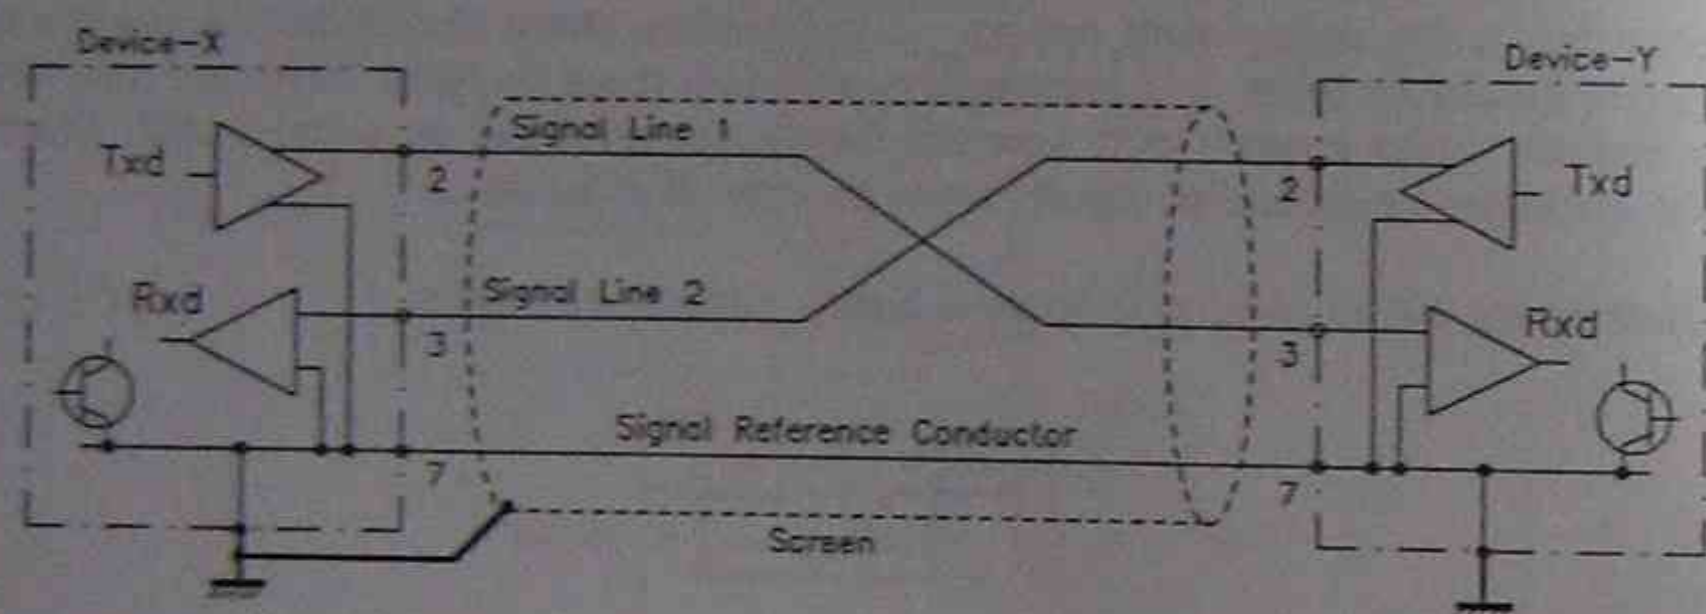 Device-X
Device-Y
Signal Line 1
Txd
2
2
Txd
Rxd
Signal Line 2
3
3
Rxd
Signal Reference Conductor
7
7
Screen